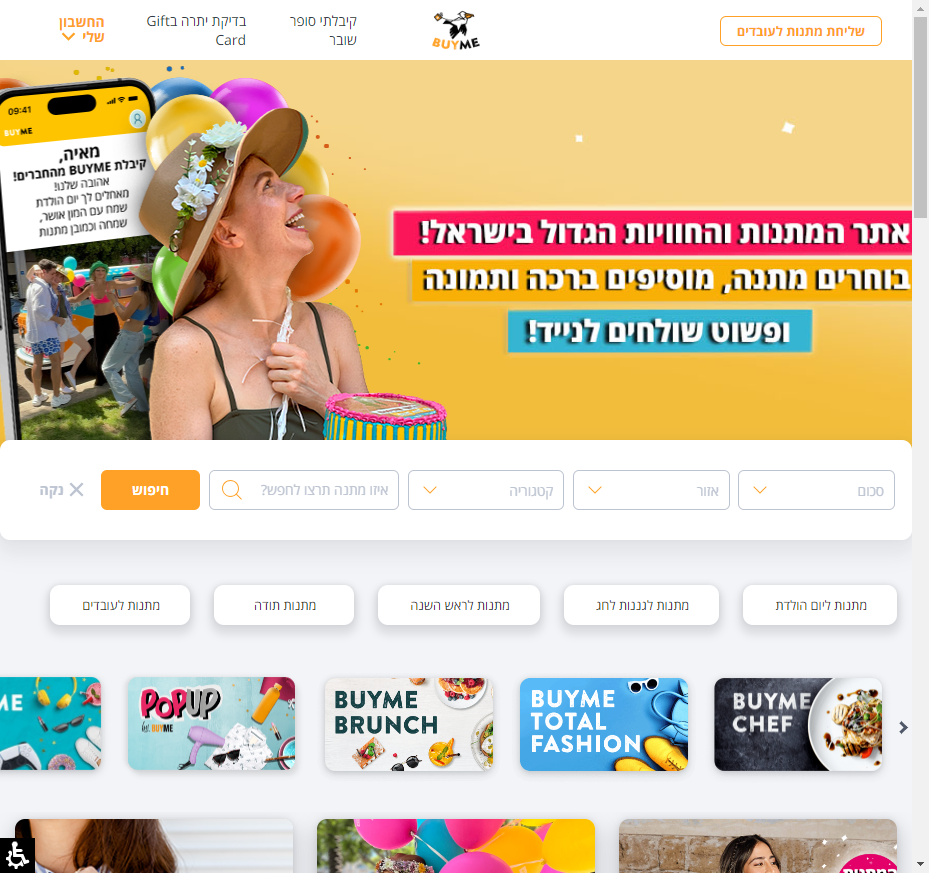 שליחת מתנות לעובדים
BUYME
קיבלתי סופר
שובר
בדיקת יתרה בGift
Card
החשבון
שלי
09:41
BUYME
מאיה,
קיבלת BUYME מהחברים!
אהובה שלנו!
מאחלים לך יום הולדת
שמח עם המון אושר,
שמחה וכמובן מתנות
אתר המתנות והחוויות הגדול בישראל!
בוחרים מתנה, מוסיפים ברכה ותמונה
ופשוט שולחים לנייד!
סכום
אזור
קטגוריה
איזו מתנה תרצו לחפש?
חיפוש
נקה
מתנות ליום הולדת
מתנות לגננות לחג
מתנות לראש השנה
מתנות תודה
מתנות לעובדים
BUYME
CHEF
BUYME
TOTAL
FASHION
BUYME
BRUNCH
POPUP
by BUYME
ME